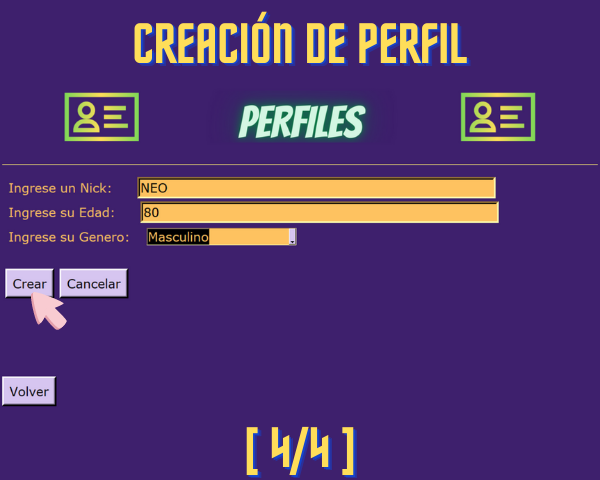 CREACIÓN DE PERFIL
PERFILES
Ingrese un Nick: NEO
Ingrese su Edad: 80
Ingrese su Genero: Masculino
Crear Cancelar
Volver
[ 4/4 ]